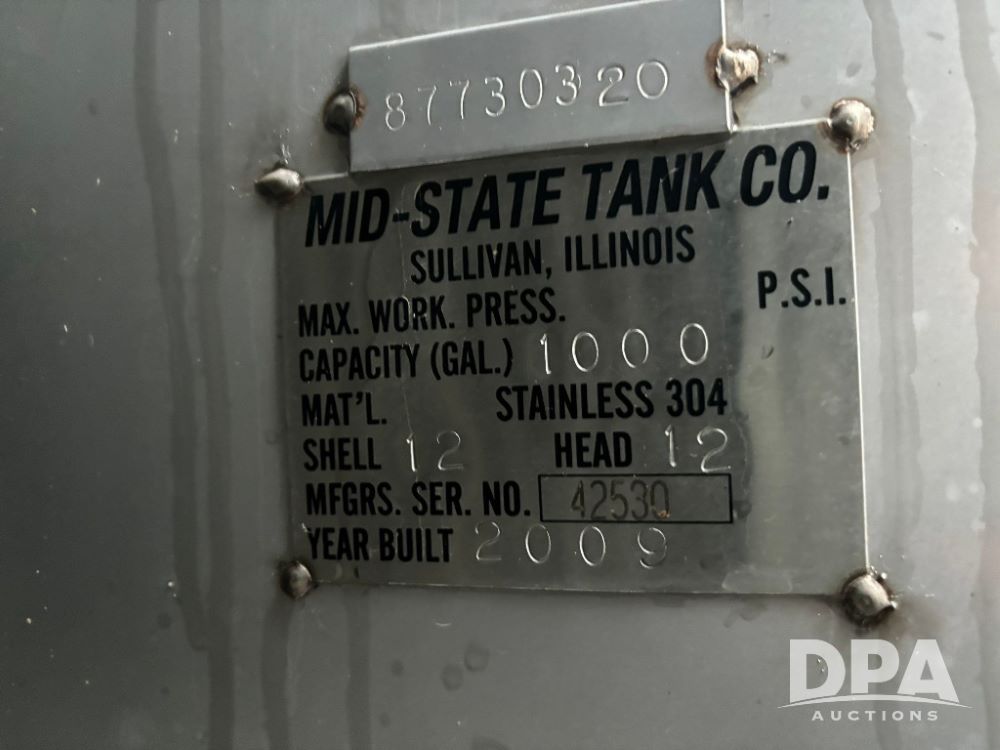 87730320
MID-STATE TANK CO.
SULLIVAN, ILLINOIS
MAX. WORK. PRESS. P.S.I.
CAPACITY (GAL.) 1000
MAT'L. STAINLESS 304
SHELL 12 HEAD 12
MFGRS. SER. NO. 42530
YEAR BUILT 2009
DPA
AUCTIONS